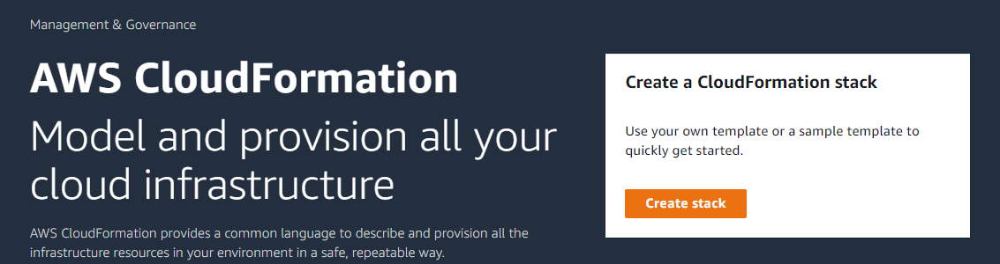 Management & Governance
AWS CloudFormation
Model and provision all your
cloud infrastructure
AWS CloudFormation provides a common language to describe and provision all the
infrastructure resources in your environment in a safe, repeatable way.
Create a CloudFormation stack
Use your own template or a sample template to
quickly get started.
Create stack